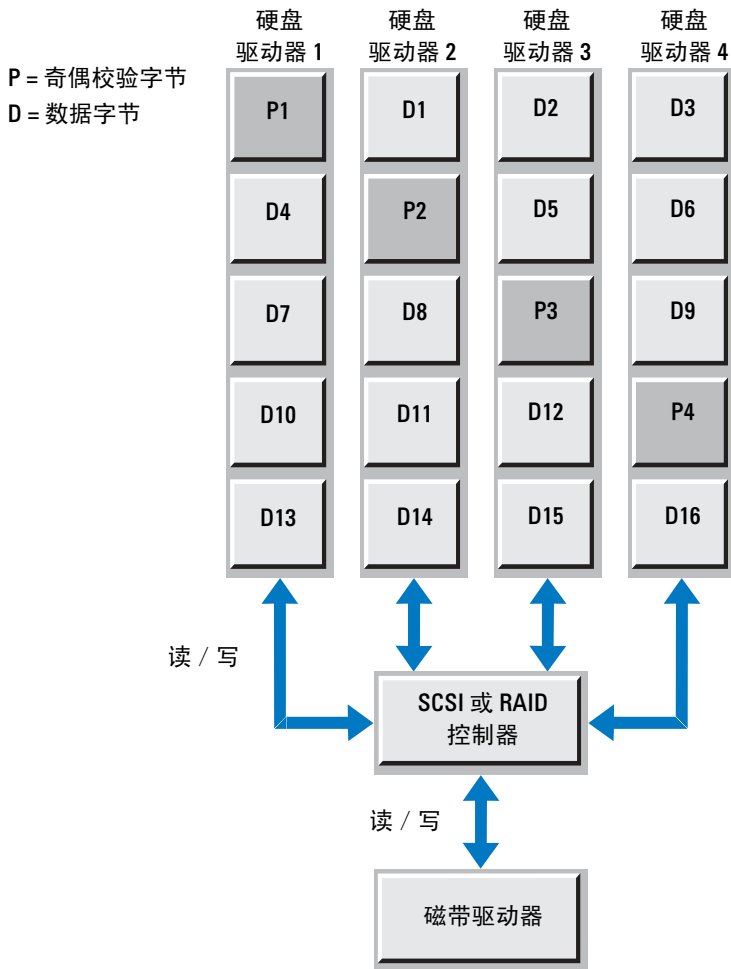 硬盘
驱动器 1
硬盘
驱动器 2
硬盘
驱动器 3
硬盘
驱动器 4
P = 奇偶校验字节
D = 数据字节
P1 D1 D2 D3
D4 P2 D5 D6
D7 D8 P3 D9
D10 D11 D12 P4
D13 D14 D15 D16
读 / 写
SCSI 或 RAID
控制器
读 / 写
磁带驱动器